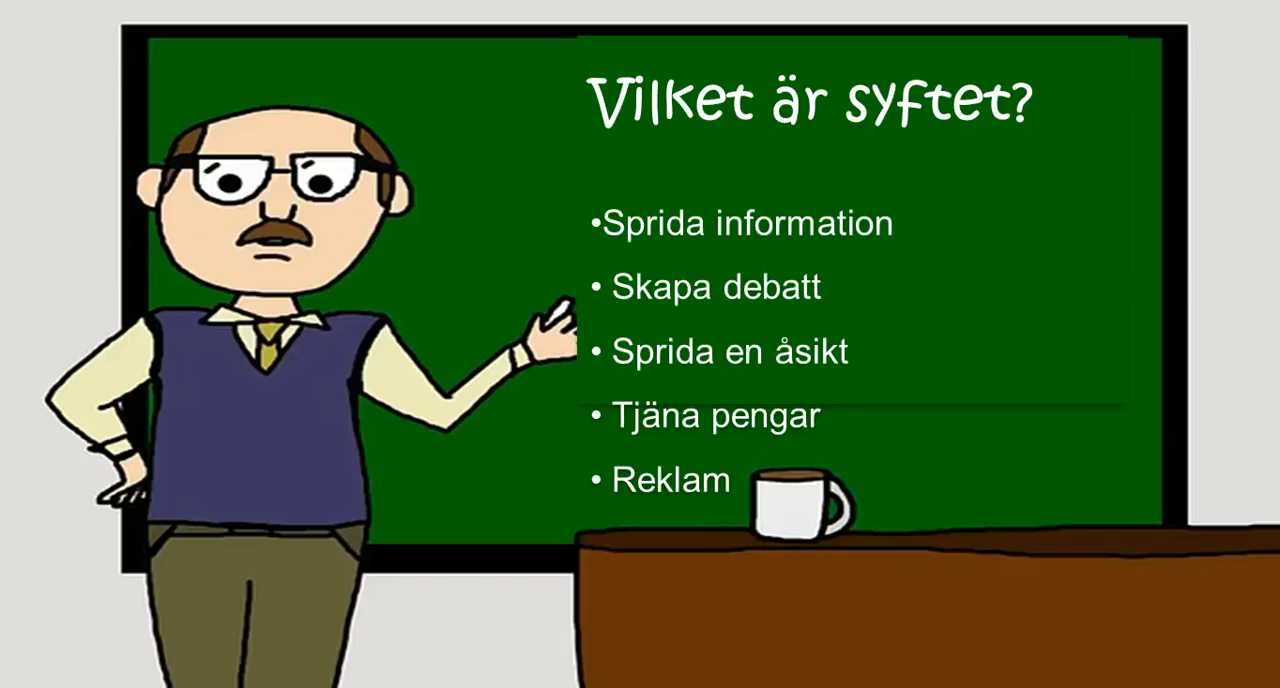 Vilket är syftet?
•Sprida information
• Skapa debatt
• Sprida en åsikt
• Tjäna pengar
• Reklam